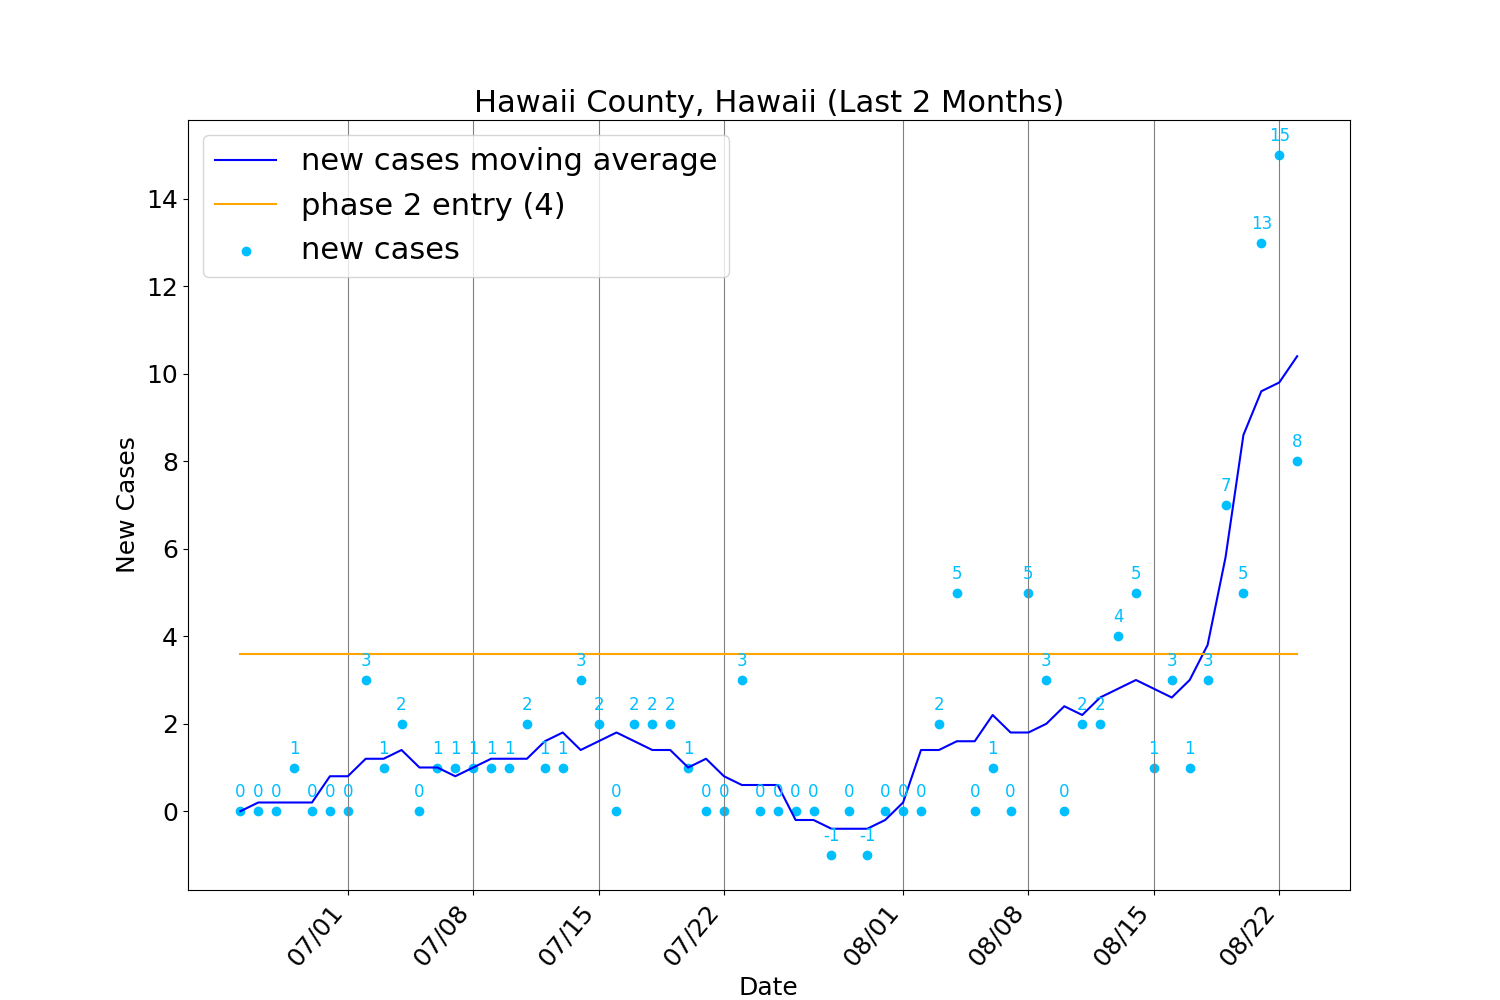 Hawaii County, Hawaii (Last 2 Months)
new cases moving average
phase 2 entry (4)
new cases
New Cases
14
12
10
8
6
4
2
0
0 0 0 1 0 0 0 3 1 2 0 1 1 1 1 1 2 1 1 3 2 0 2 2 2 1 0 0 3 0 0 0 0 -1 0 -1 0 0 0 2 5 0 1 0 5 3 0 2 2 4 5 1 3 1 3 7 5 13 15 8
07/01 07/08 07/15 07/22 08/01 08/08 08/15 08/22
Date